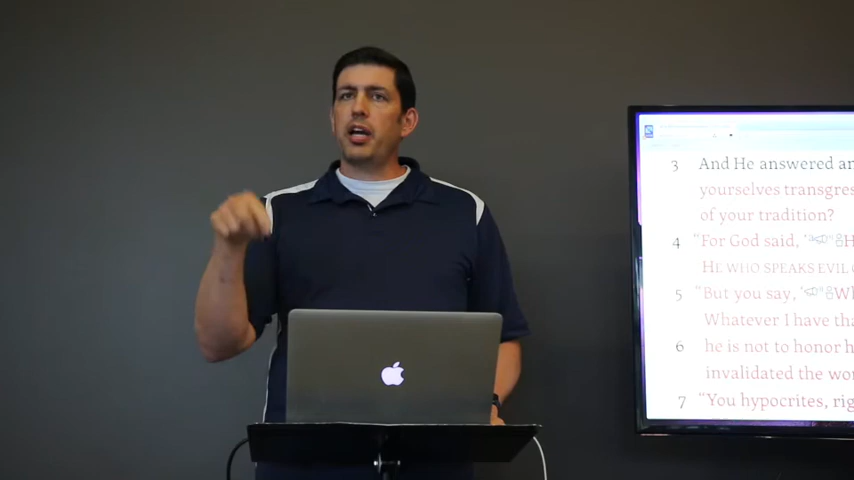 3 And He answered an
yourselves transgres
of your tradition?
4 "For God said, 'H
HE WHO SPEAKS EVIL
5 "But you say, 'W
Whatever I have tha
6 he is not to honor h
invalidated the wo
7 "You hypocrites, rig